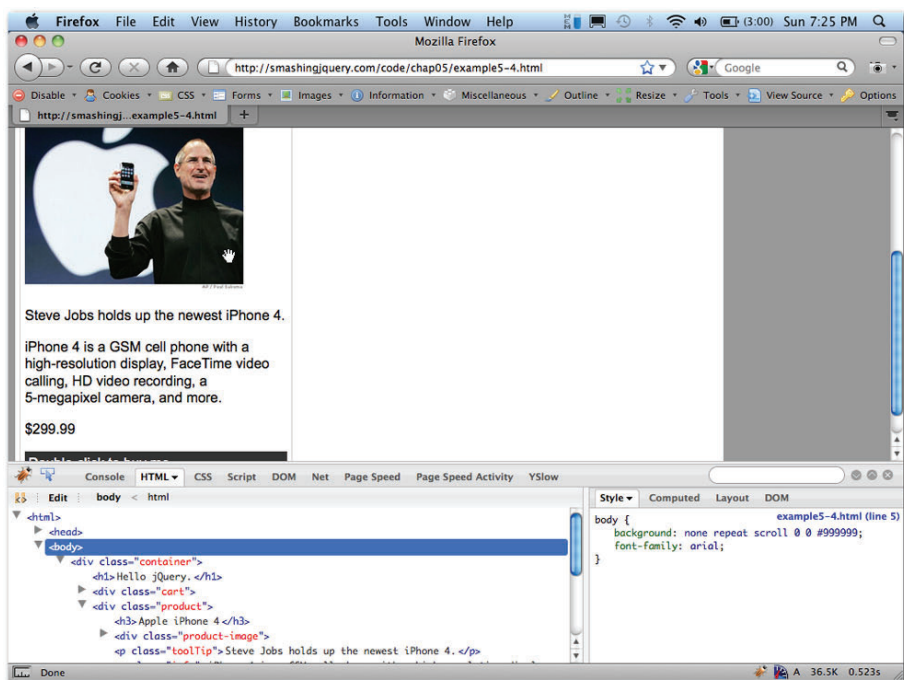 Firefox File Edit View History Bookmarks Tools Window Help (3:00) Sun 7:25 PM
Mozilla Firefox
http://smashingjquery.com/code/chap05/example5-4.html Google
Disable Cookies CSS Forms Images Information Miscellaneous Outline Resize Tools View Source Options
http://smashingj...example5-4.html +
Steve Jobs holds up the newest iPhone 4.
iPhone 4 is a GSM cell phone with a
high-resolution display, FaceTime video
calling, HD video recording, a
5-megapixel camera, and more.
$299.99
Double click to buy me
Console HTML CSS Script DOM Net Page Speed Page Speed Activity YSlow
Edit body < html
Style Computed Layout DOM
<html>
<head>
<body>
<div class="container">
<h1>Hello jQuery.</h1>
<div class="cart">
<div class="product">
<h3>Apple iPhone 4</h3>
<div class="product-image">
<p class="toolTip">Steve Jobs holds up the newest iPhone 4.</p>
body { example5-4.html (line 5)
background: none repeat scroll 0 0 #999999;
font-family: arial;
}
Done A 36.5K 0.523s